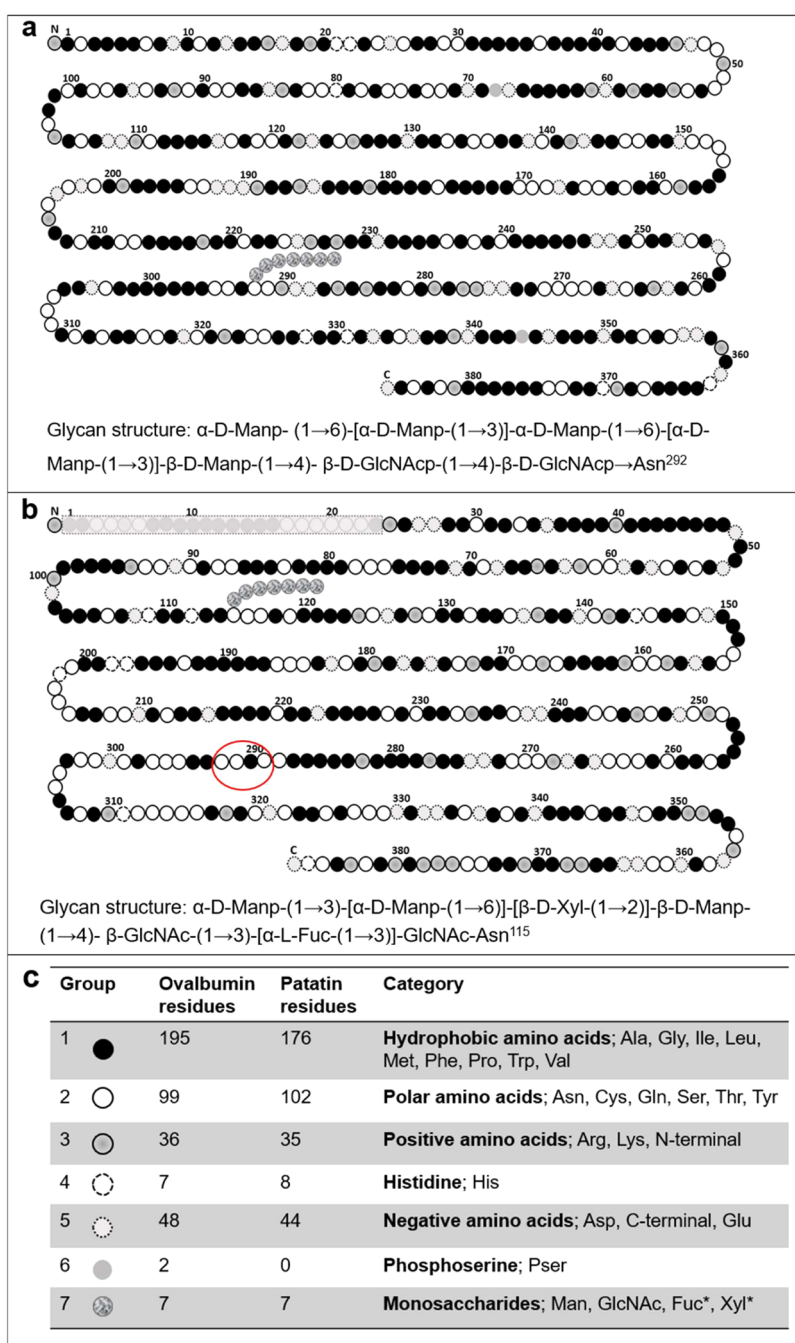 a
N 1 10 20 30 40
50
100 90 80 70 60
110 120 130 140 150
200 190 180 170 160
210 220 230 240 250
300 290 280 270 260
310 320 330 340 350
360
C 380 370
Glycan structure: α-D-Manp- (1→6)-[α-D-Manp-(1→3)]-α-D-Manp-(1→6)-[α-D-
Manp-(1→3)]-β-D-Manp-(1→4)- β-D-GlcNAcp-(1→4)-β-D-GlcNAcp→Asn292
b
N 1 10 20 30 40
50
100 90 80 70 60
110 120 130 140 150
200 190 180 170 160
210 220 230 240 250
300 290 280 270 260
310 320 330 340 350
C 380 370 360
Glycan structure: α-D-Manp-(1→3)-[α-D-Manp-(1→6)]-[β-D-Xyl-(1→2)]-β-D-Manp-
(1→4)- β-GlcNAc-(1→3)-[α-L-Fuc-(1→3)]-GlcNAc-Asn115
c
Group Ovalbumin residues Patatin residues Category
1 195 176 Hydrophobic amino acids; Ala, Gly, Ile, Leu,
Met, Phe, Pro, Trp, Val
2 99 102 Polar amino acids; Asn, Cys, Gln, Ser, Thr, Tyr
3 36 35 Positive amino acids; Arg, Lys, N-terminal
4 7 8 Histidine; His
5 48 44 Negative amino acids; Asp, C-terminal, Glu
6 2 0 Phosphoserine; Pser
7 7 7 Monosaccharides; Man, GlcNAc, Fuc*, Xyl*